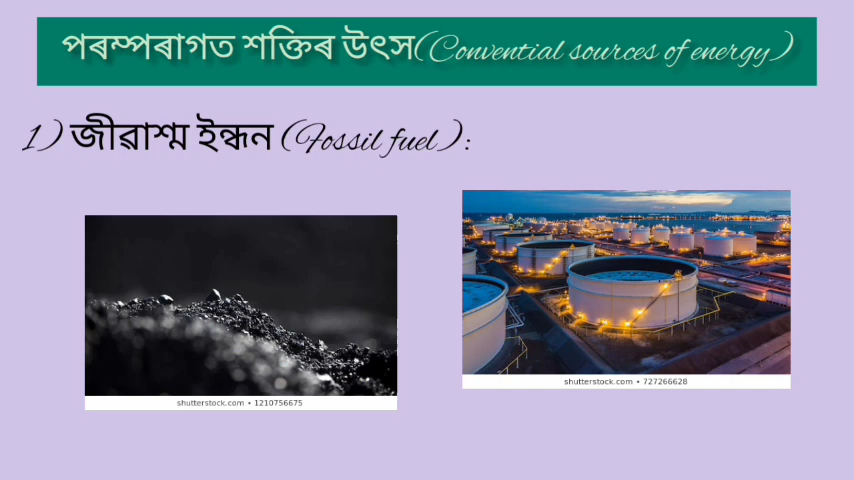 পৰম্পৰাগত শক্তিৰ উৎস(Convential sources of energy)
1) জীৱাশ্ম ইন্ধন (Fossil fuel):
shutterstock.com • 727266628
shutterstock.com • 1210756675